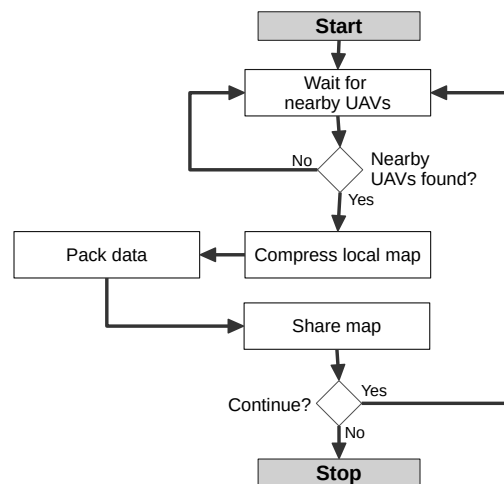 Start
Wait for
nearby UAVs
No
Nearby
UAVs found?
Yes
Pack data
Compress local map
Share map
Continue?
Yes
No
Stop